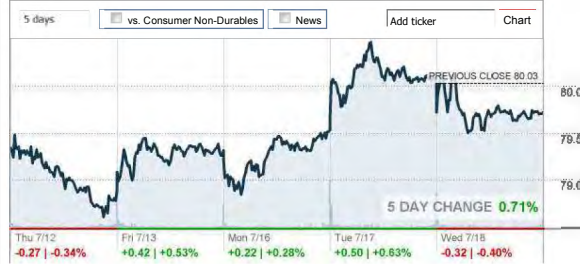 5 days vs. Consumer Non-Durables News Add ticker Chart
PREVIOUS CLOSE 80.03
80.0
79.5
79.0
5 DAY CHANGE 0.71%
Thu 7/12 Fri 7/13 Mon 7/16 Tue 7/17 Wed 7/18
-0.27 | -0.34% +0.42 | +0.53% +0.22 | +0.28% +0.50 | +0.63% -0.32 | -0.40%